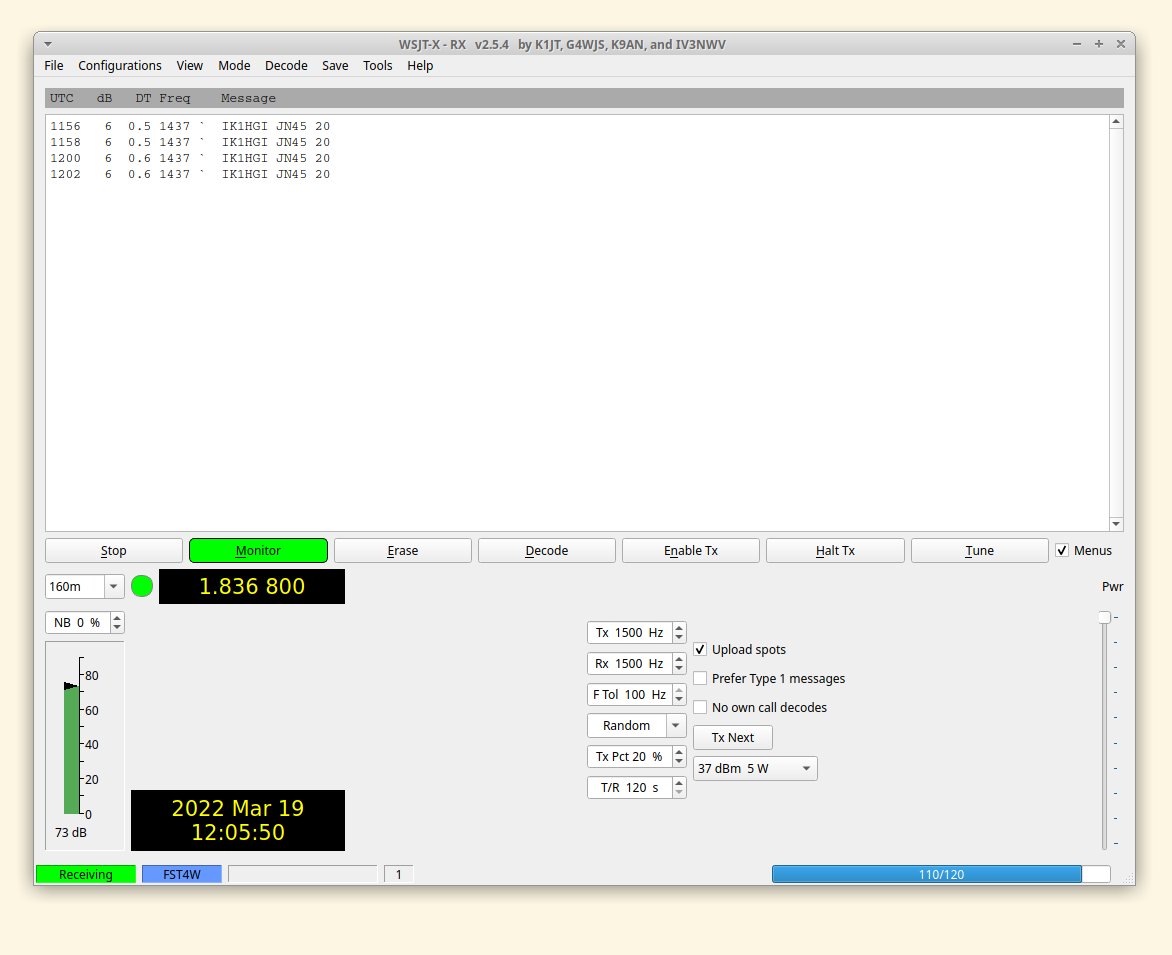 WSJT-X - RX   v2.5.4   by K1JT, G4WJS, K9AN, and IV3NWV
File Configurations View Mode Decode Save Tools Help
UTC   dB   DT Freq    Message
1156   6  0.5 1437 `  IK1HGI JN45 20
1158   6  0.5 1437 `  IK1HGI JN45 20
1200   6  0.6 1437 `  IK1HGI JN45 20
1202   6  0.6 1437 `  IK1HGI JN45 20
Stop Monitor Erase Decode Enable Tx Halt Tx Tune Menus
160m 1.836 800 Pwr
NB 0 %
80
60
40
20
0
73 dB
2022 Mar 19
12:05:50
Tx 1500 Hz
Rx 1500 Hz
F Tol 100 Hz
Random
Tx Pct 20 %
T/R 120 s
Upload spots
Prefer Type 1 messages
No own call decodes
Tx Next
37 dBm 5 W
Receiving FST4W 1 110/120